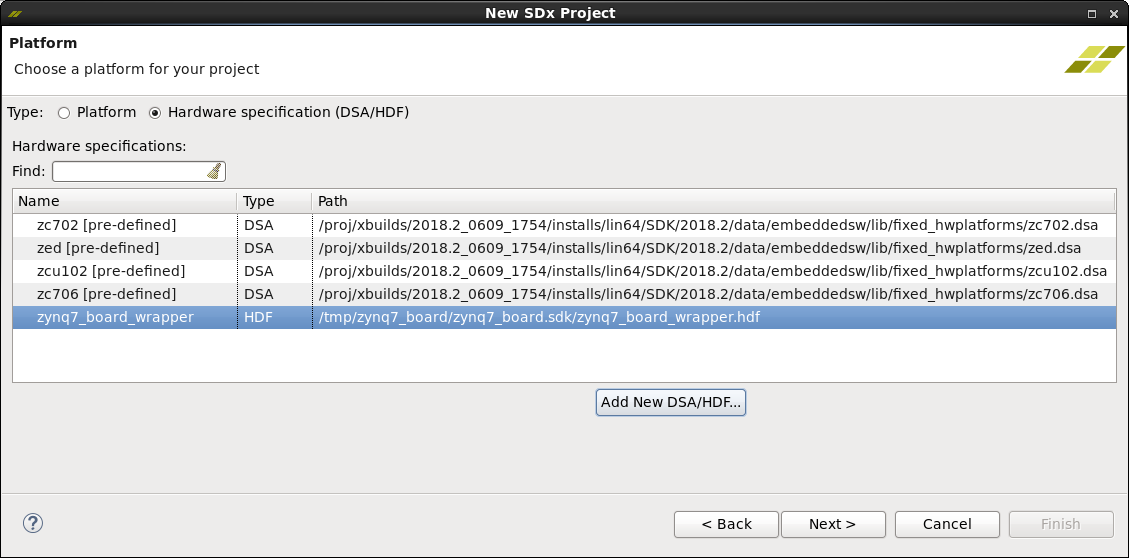 New SDx Project
Platform
Choose a platform for your project
Type: Platform Hardware specification (DSA/HDF)
Hardware specifications:
Find:
Name Type Path
zc702 [pre-defined] DSA /proj/xbuilds/2018.2_0609_1754/installs/lin64/SDK/2018.2/data/embeddedsw/lib/fixed_hwplatforms/zc702.dsa
zed [pre-defined] DSA /proj/xbuilds/2018.2_0609_1754/installs/lin64/SDK/2018.2/data/embeddedsw/lib/fixed_hwplatforms/zed.dsa
zcu102 [pre-defined] DSA /proj/xbuilds/2018.2_0609_1754/installs/lin64/SDK/2018.2/data/embeddedsw/lib/fixed_hwplatforms/zcu102.dsa
zc706 [pre-defined] DSA /proj/xbuilds/2018.2_0609_1754/installs/lin64/SDK/2018.2/data/embeddedsw/lib/fixed_hwplatforms/zc706.dsa
zynq7_board_wrapper HDF /tmp/zynq7_board/zynq7_board.sdk/zynq7_board_wrapper.hdf
Add New DSA/HDF...
? < Back Next > Cancel Finish